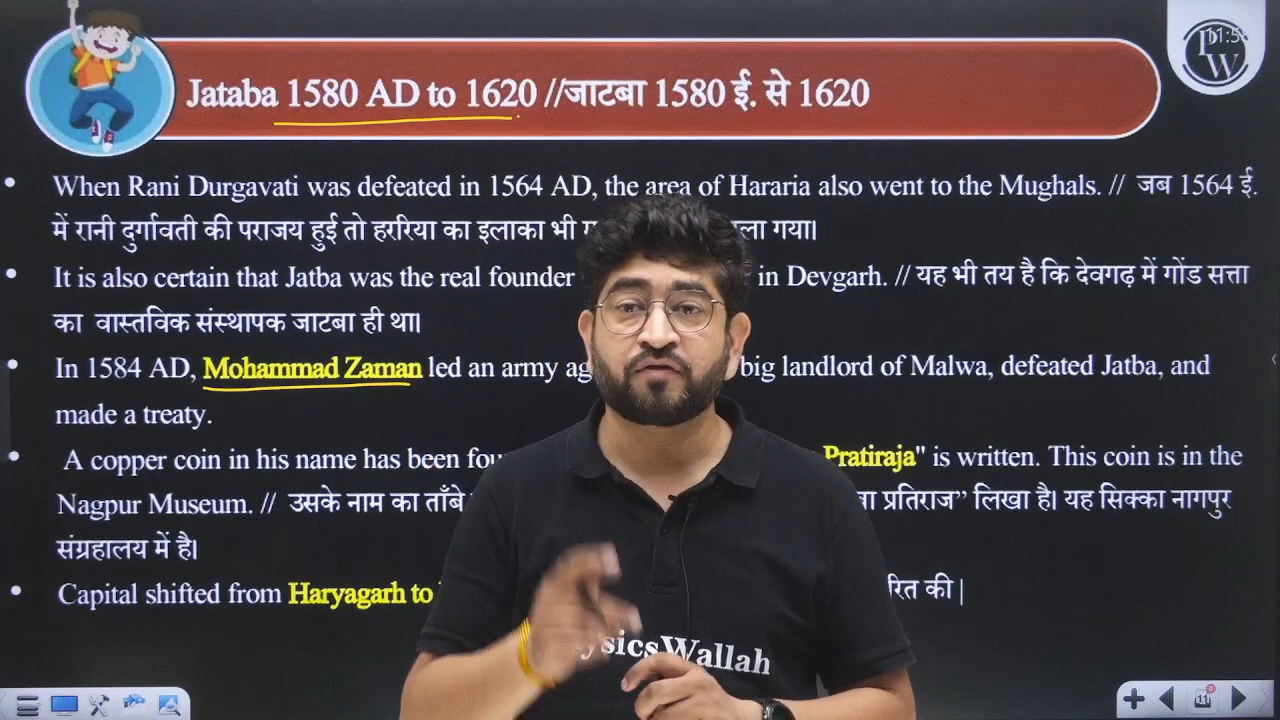 Jataba 1580 AD to 1620 //जाटबा 1580 ई. से 1620
When Rani Durgavati was defeated in 1564 AD, the area of Hararia also went to the Mughals. // जब 1564 ई.
में रानी दुर्गावती की पराजय हुई तो हररिया का इलाका भी ला गया।
It is also certain that Jatba was the real founder in Devgarh. // यह भी तय है कि देवगढ़ में गोंड सत्ता
का वास्तविक संस्थापक जाटबा ही था।
In 1584 AD, Mohammad Zaman led an army ag big landlord of Malwa, defeated Jatba, and
made a treaty.
A copper coin in his name has been fou Pratiraja" is written. This coin is in the
Nagpur Museum. // उसके नाम का ताँबे वा प्रतिराज” लिखा है। यह सिक्का नागपुर
संग्रहालय में है।
Capital shifted from Haryagarh to रित की |
ysicsWallah